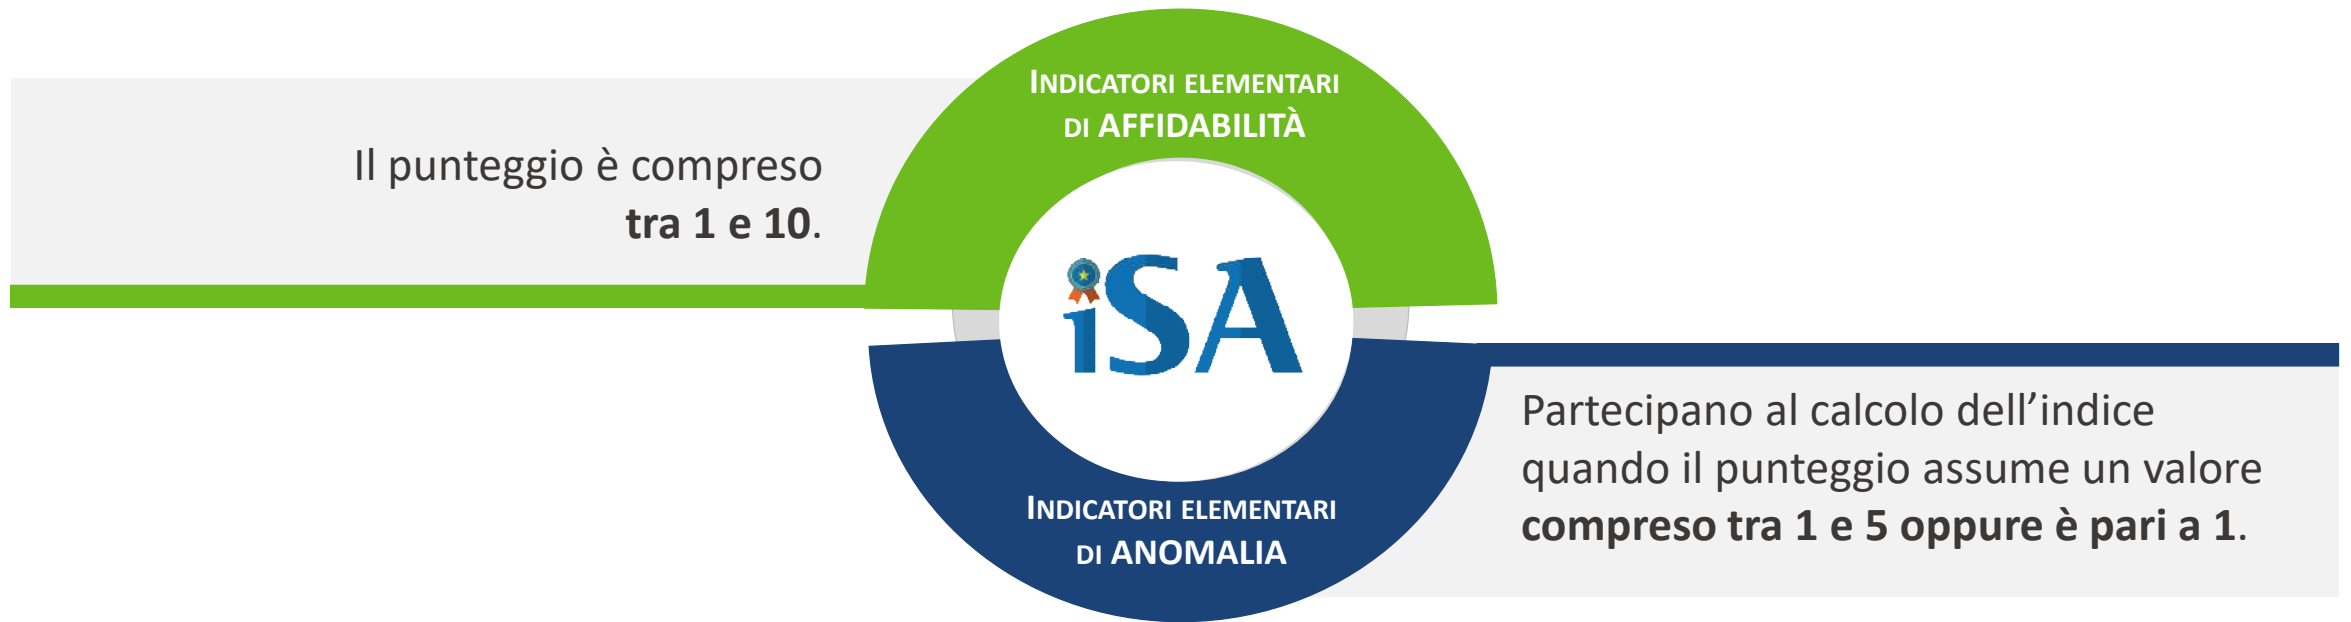 INDICATORI ELEMENTARI
DI AFFIDABILITÀ
Il punteggio è compreso
tra 1 e 10.
iSA
Partecipano al calcolo dell’indice
quando il punteggio assume un valore
compreso tra 1 e 5 oppure è pari a 1.
INDICATORI ELEMENTARI
DI ANOMALIA